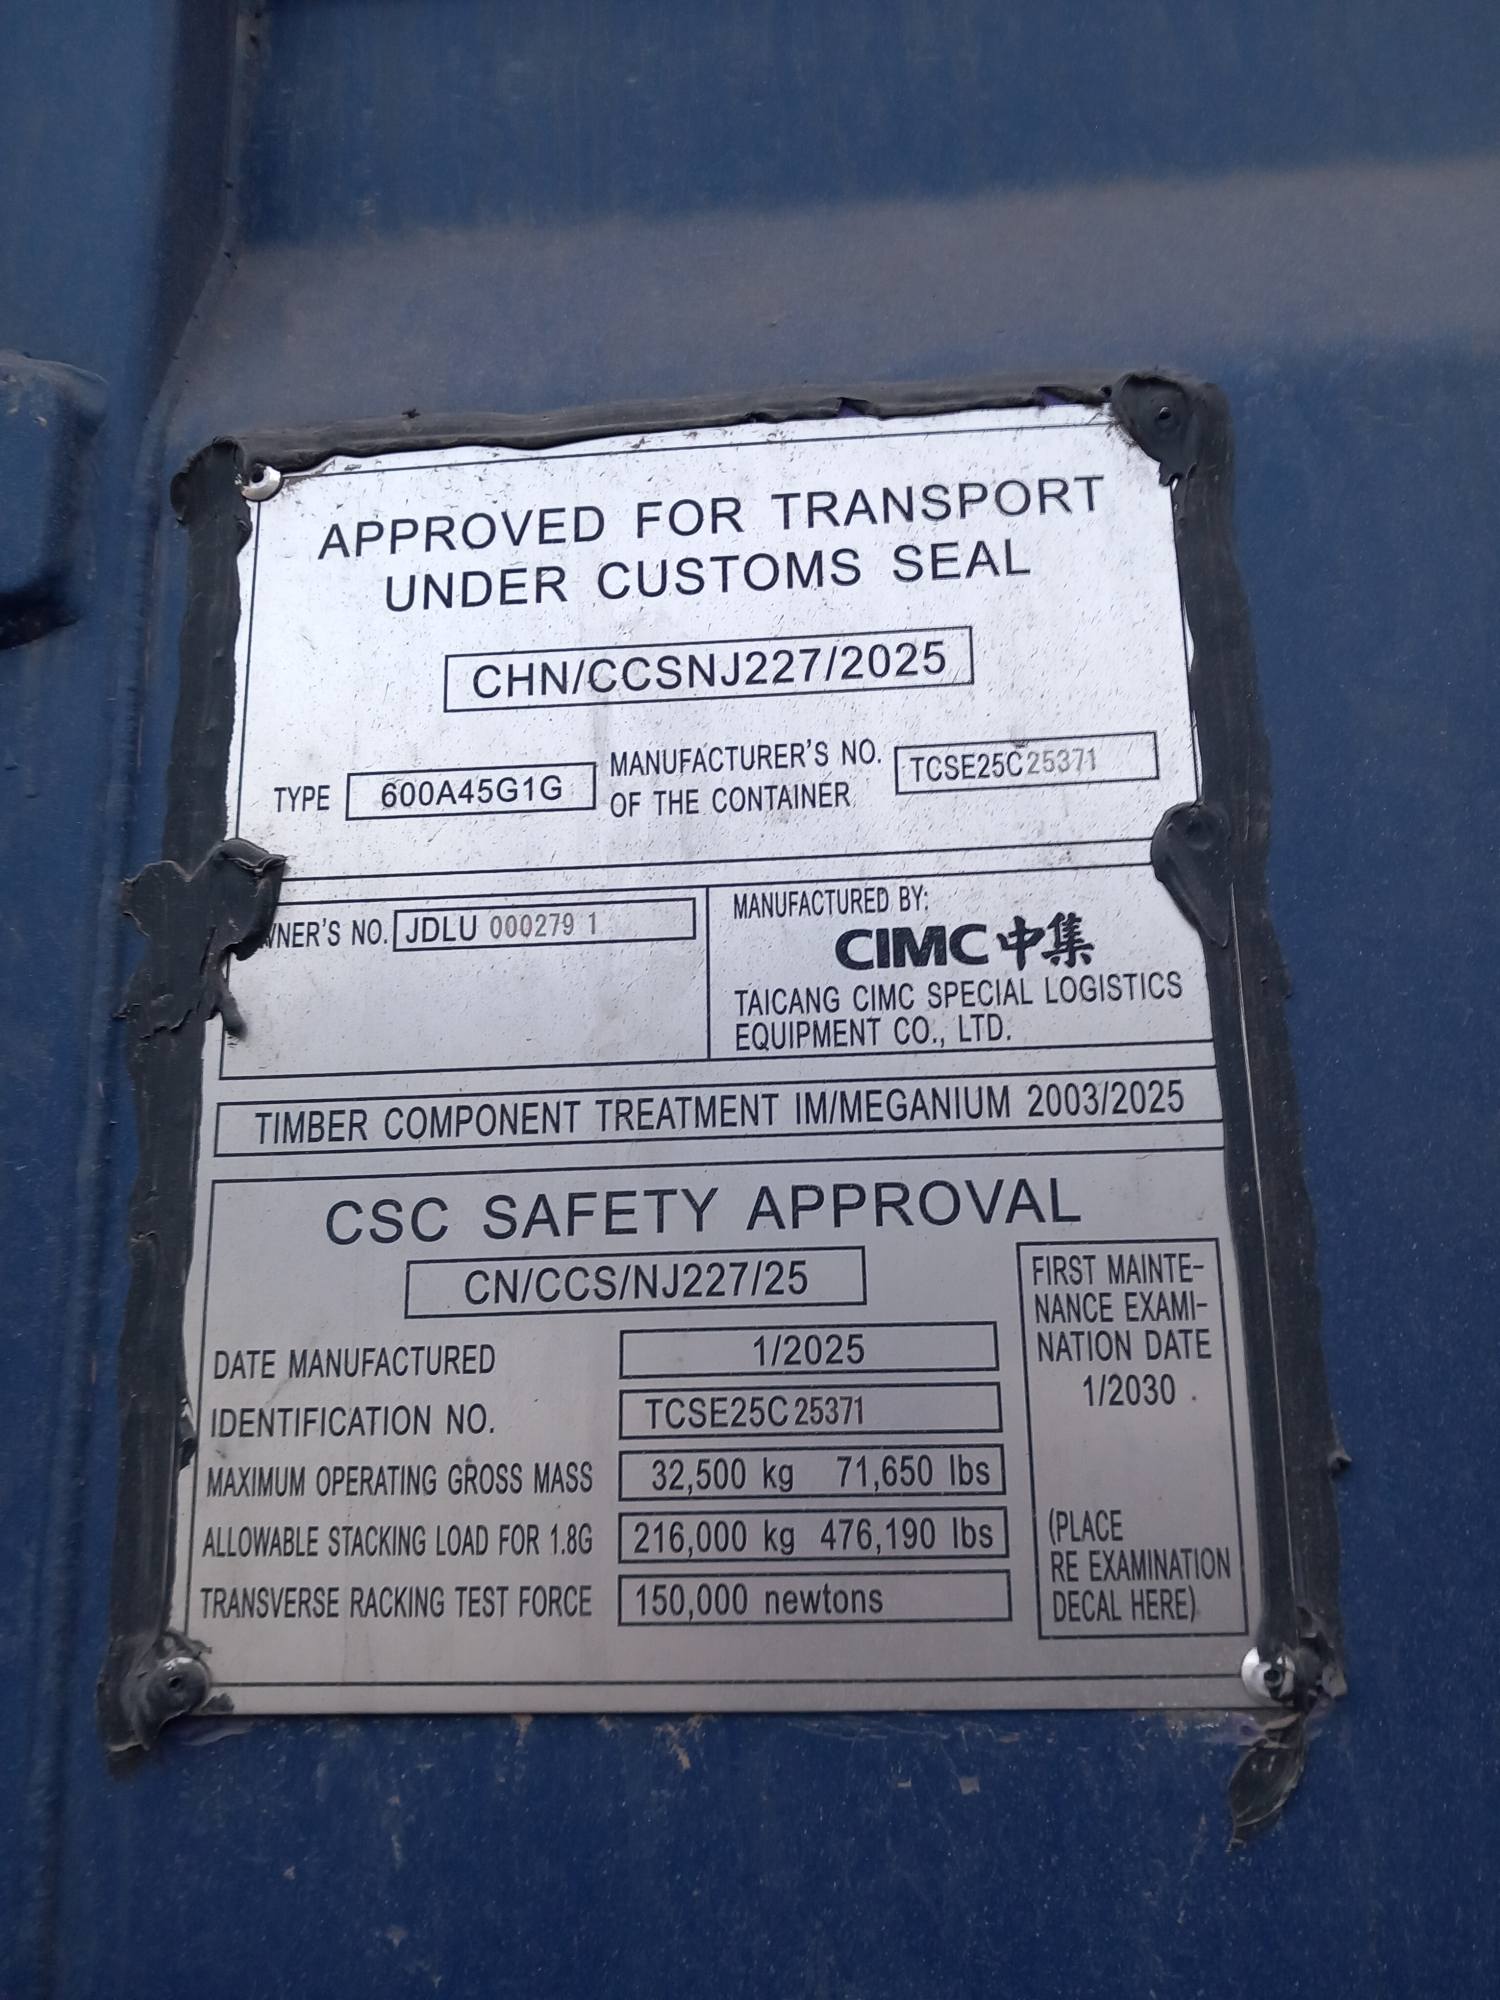 APPROVED FOR TRANSPORT
UNDER CUSTOMS SEAL
CHN/CCSNJ227/2025
TYPE 600A45G1G
MANUFACTURER'S NO.
OF THE CONTAINER
TCSE25C25371
WNER'S NO. JDLU 000279 1
MANUFACTURED BY:
CIMC中集
TAICANG CIMC SPECIAL LOGISTICS
EQUIPMENT CO., LTD.
TIMBER COMPONENT TREATMENT IM/MEGANIUM 2003/2025
CSC SAFETY APPROVAL
CN/CCS/NJ227/25
DATE MANUFACTURED 1/2025
IDENTIFICATION NO. TCSE25C25371
MAXIMUM OPERATING GROSS MASS 32,500 kg 71,650 lbs
ALLOWABLE STACKING LOAD FOR 1.8G 216,000 kg 476,190 lbs
TRANSVERSE RACKING TEST FORCE 150,000 newtons
FIRST MAINTE-
NANCE EXAMI-
NATION DATE
1/2030
(PLACE
RE EXAMINATION
DECAL HERE)